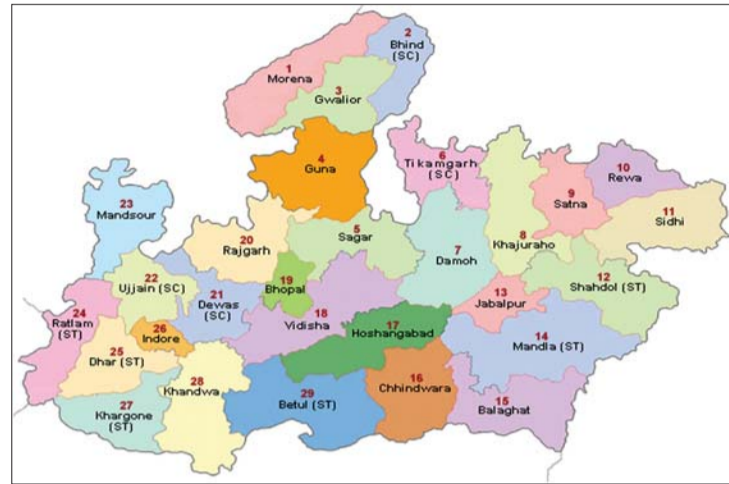 1
Morena
2
Bhind
(SC)
3
Gwalior
4
Guna
5
Sagar
6
Tikamgarh
(SC)
7
Damoh
8
Khajuraho
9
Satna
10
Rewa
11
Sidhi
12
Shahdol (ST)
13
Jabalpur
14
Mandla (ST)
15
Balaghat
16
Chhindwara
17
Hoshangabad
18
Vidisha
19
Bhopal
20
Rajgarh
21
Dewas
(SC)
22
Ujjain (SC)
23
Mandsour
24
Ratlam
(ST)
25
Dhar (ST)
26
Indore
27
Khargone
(ST)
28
Khandwa
29
Betul (ST)